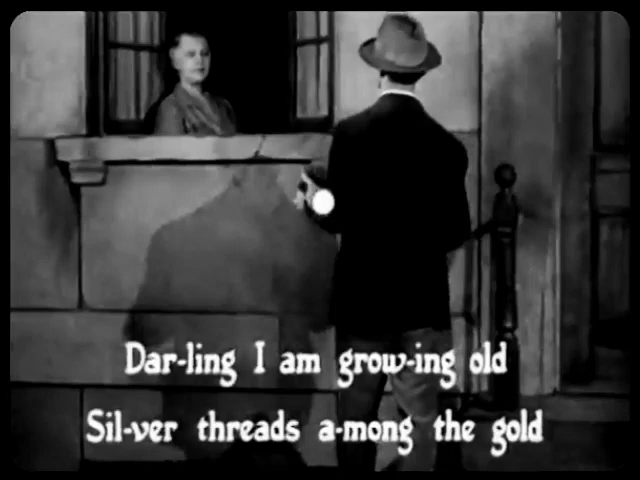 Dar-ling I am grow-ing old
Sil-ver threads a-mong the gold